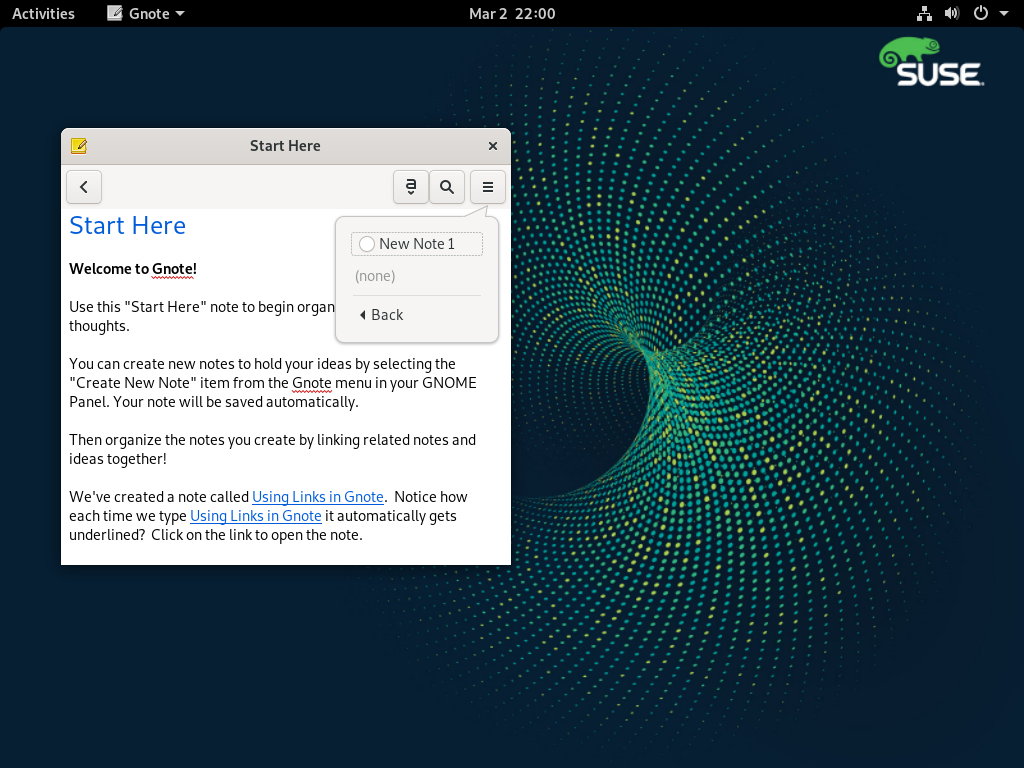 Activities
Gnote
Mar 2 22:00
SUSE
Start Here
a
Start Here
New Note 1
(none)
Back
Welcome to Gnote!
Use this "Start Here" note to begin organ
thoughts.
You can create new notes to hold your ideas by selecting the
"Create New Note" item from the Gnote menu in your GNOME
Panel. Your note will be saved automatically.
Then organize the notes you create by linking related notes and
ideas together!
We've created a note called Using Links in Gnote. Notice how
each time we type Using Links in Gnote it automatically gets
underlined? Click on the link to open the note.